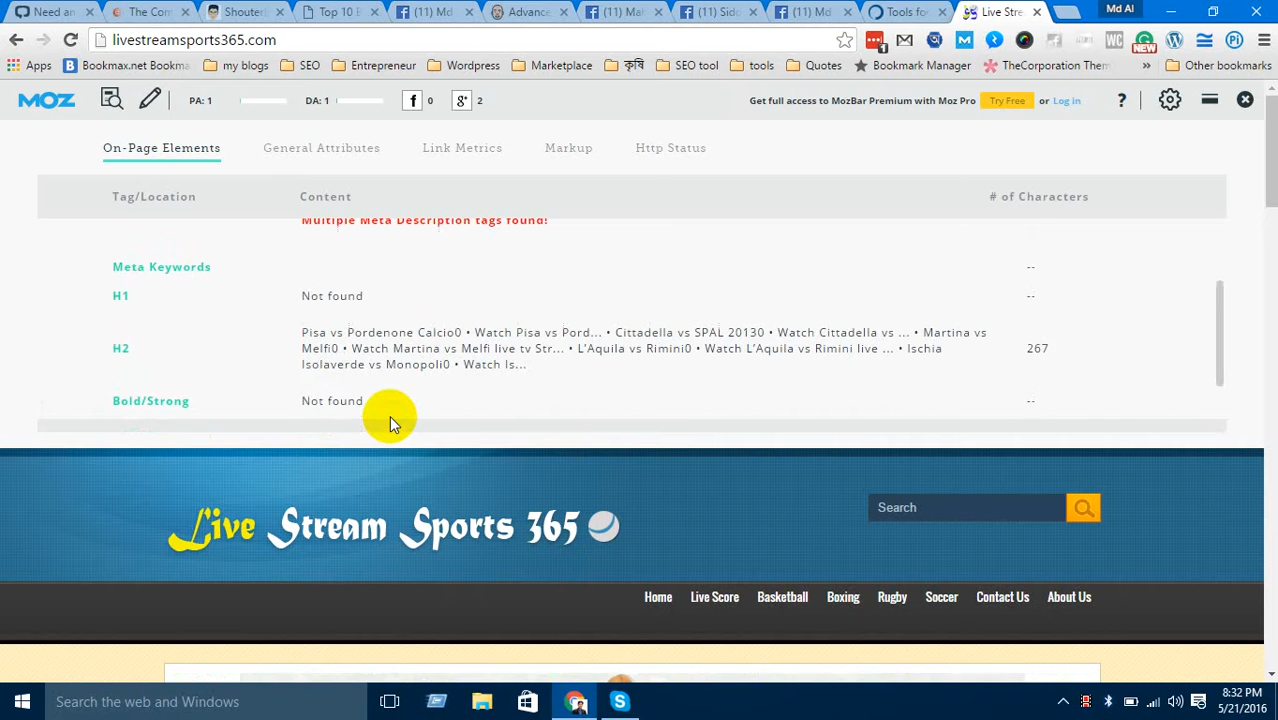 Need an
The Com
Shouter
Top 10 B
(11) Md
Advance
(11) Mah
(11) Sidd
(11) Md
Tools fo
Live Stre
Md Al
livestreamsports365.com
1
WC
NEW
Apps
Bookmax.net Bookma
my blogs
SEO
Entrepreneur
Wordpress
Marketplace
কৃষি
SEO tool
tools
Quotes
Bookmark Manager
TheCorporation Them
»
Other bookmarks
MOZ
PA: 1
DA: 1
f 0
g+ 2
Get full access to MozBar Premium with Moz Pro
Try Free
or
Log in
?
On-Page Elements
General Attributes
Link Metrics
Markup
Http Status
Tag/Location
Content
# of Characters
Multiple Meta Description tags found!
Meta Keywords
--
H1
Not found
--
Pisa vs Pordenone Calcio0 • Watch Pisa vs Pord... • Cittadella vs SPAL 20130 • Watch Cittadella vs ... • Martina vs
H2
Melfi0 • Watch Martina vs Melfi live tv Str... • L'Aquila vs Rimini0 • Watch L'Aquila vs Rimini live ... • Ischia
267
Isolaverde vs Monopoli0 • Watch Is...
Bold/Strong
Not found
--
Live Stream Sports 365
Search
Home
Live Score
Basketball
Boxing
Rugby
Soccer
Contact Us
About Us
Search the web and Windows
8:32 PM
5/21/2016